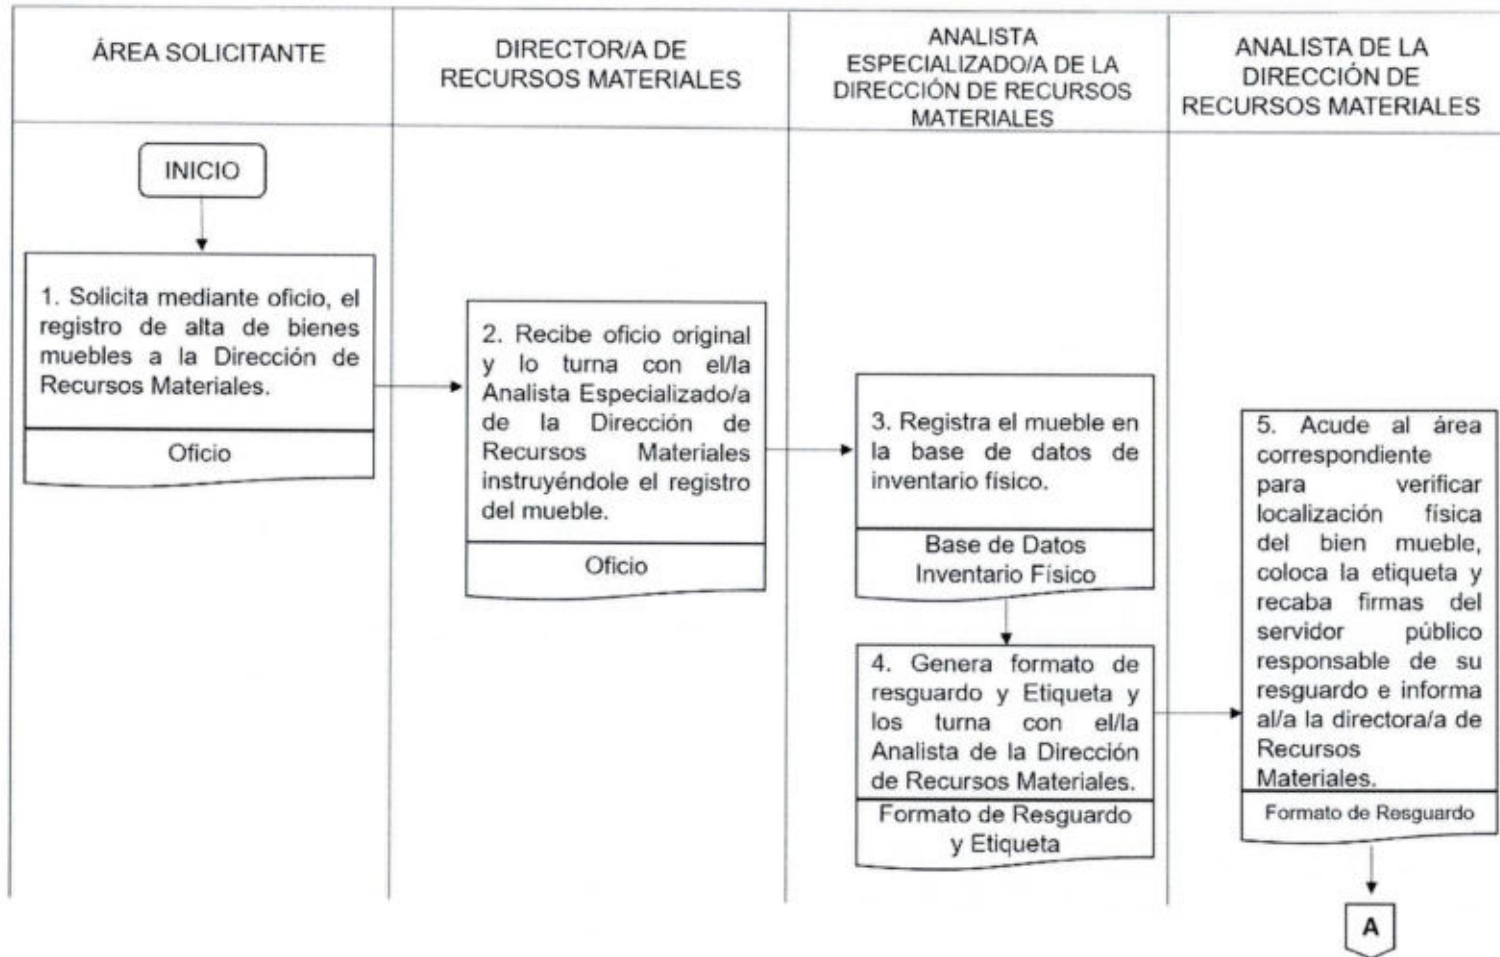 ÁREA SOLICITANTE
DIRECTOR/A DE
RECURSOS MATERIALES
ANALISTA
ESPECIALIZADO/A DE LA
DIRECCIÓN DE RECURSOS
MATERIALES
ANALISTA DE LA
DIRECCIÓN DE
RECURSOS MATERIALES
INICIO
1. Solicita mediante oficio, el
registro de alta de bienes
muebles a la Dirección de
Recursos Materiales.
Oficio
2. Recibe oficio original
y lo turna con el/la
Analista Especializado/a
de la Dirección de
Recursos Materiales
instruyéndole el registro
del mueble.
Oficio
3. Registra el mueble en
la base de datos de
inventario físico.
Base de Datos
Inventario Físico
4. Genera formato de
resguardo y Etiqueta y
los turna con el/la
Analista de la Dirección
de Recursos Materiales.
Formato de Resguardo
y Etiqueta
5. Acude al área
correspondiente
para verificar
localización física
del bien mueble,
coloca la etiqueta y
recaba firmas del
servidor público
responsable de su
resguardo e informa
al/a la directora/a de
Recursos
Materiales.
Formato de Resguardo
A